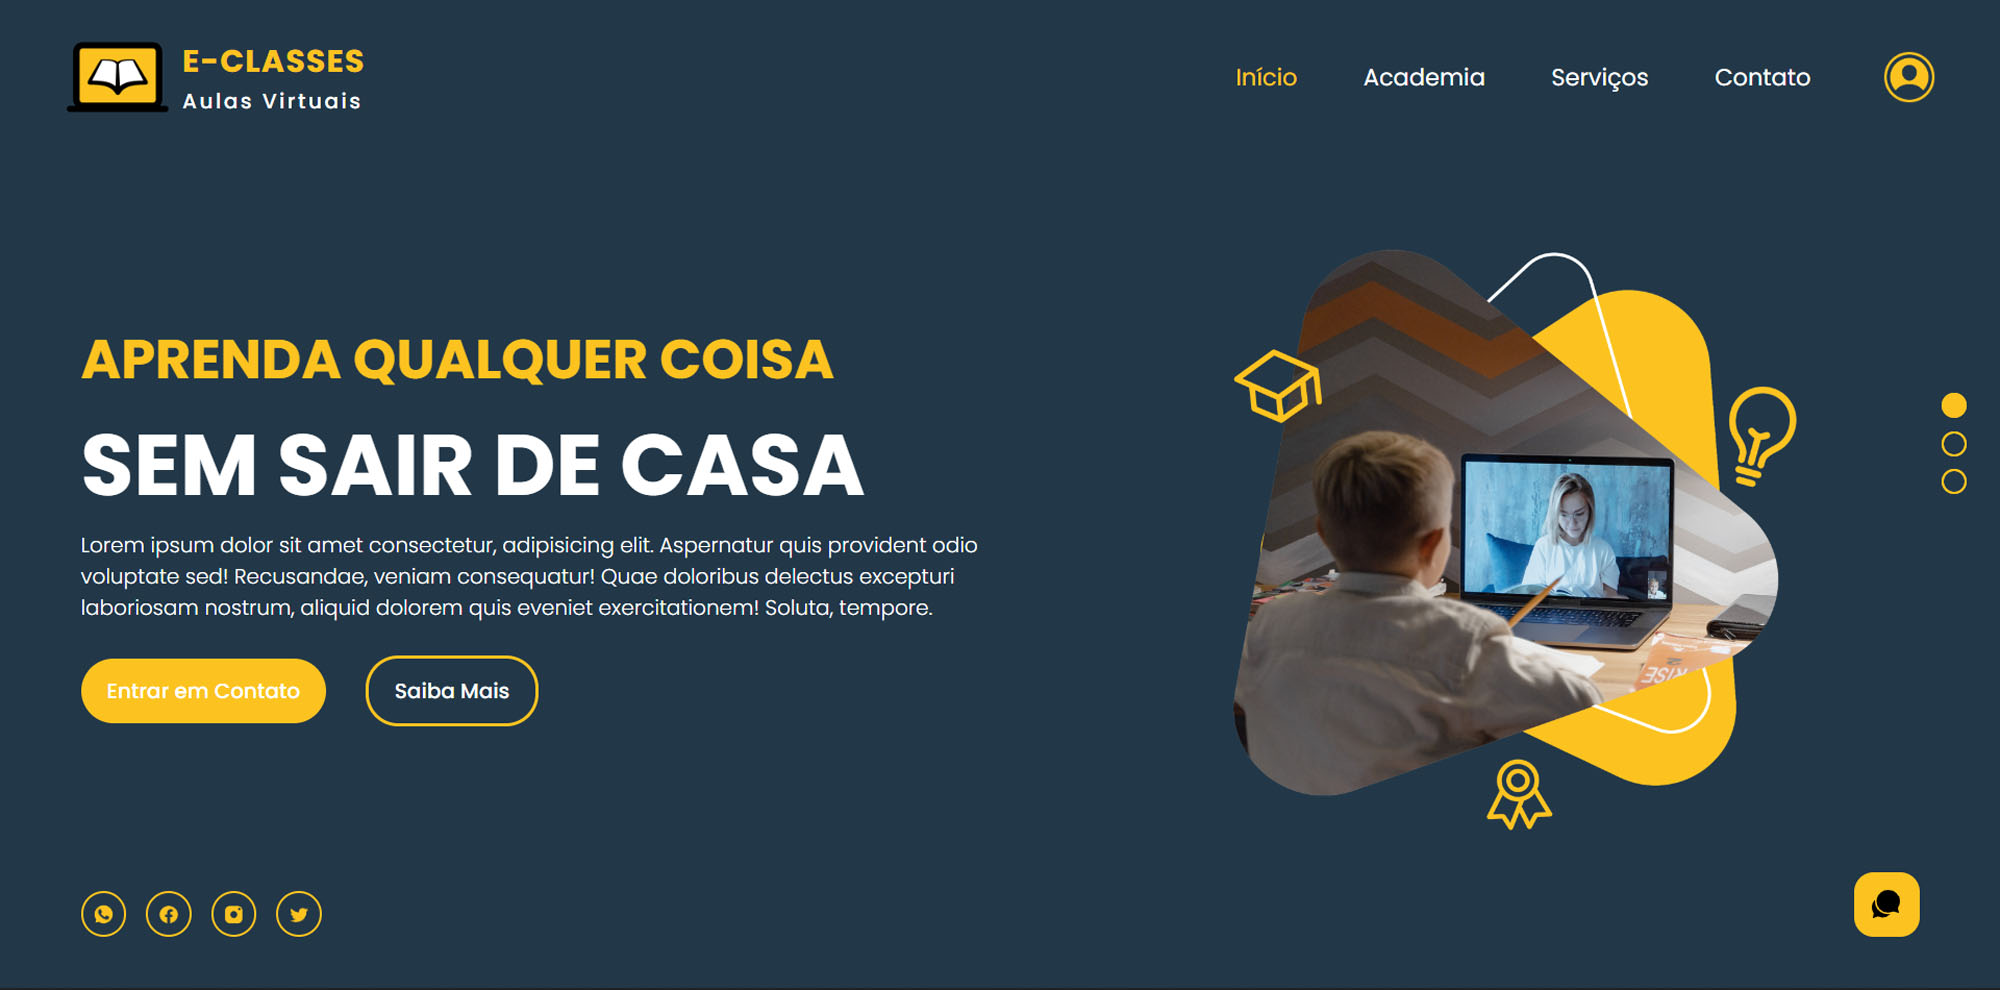 E-CLASSES
Aulas Virtuais
Início
Academia
Serviços
Contato
APRENDA QUALQUER COISA
SEM SAIR DE CASA
Lorem ipsum dolor sit amet consectetur, adipisicing elit. Aspernatur quis provident odio
voluptate sed! Recusandae, veniam consequatur! Quae doloribus delectus excepturi
laboriosam nostrum, aliquid dolorem quis eveniet exercitationem! Soluta, tempore.
Entrar em Contato
Saiba Mais
RISE